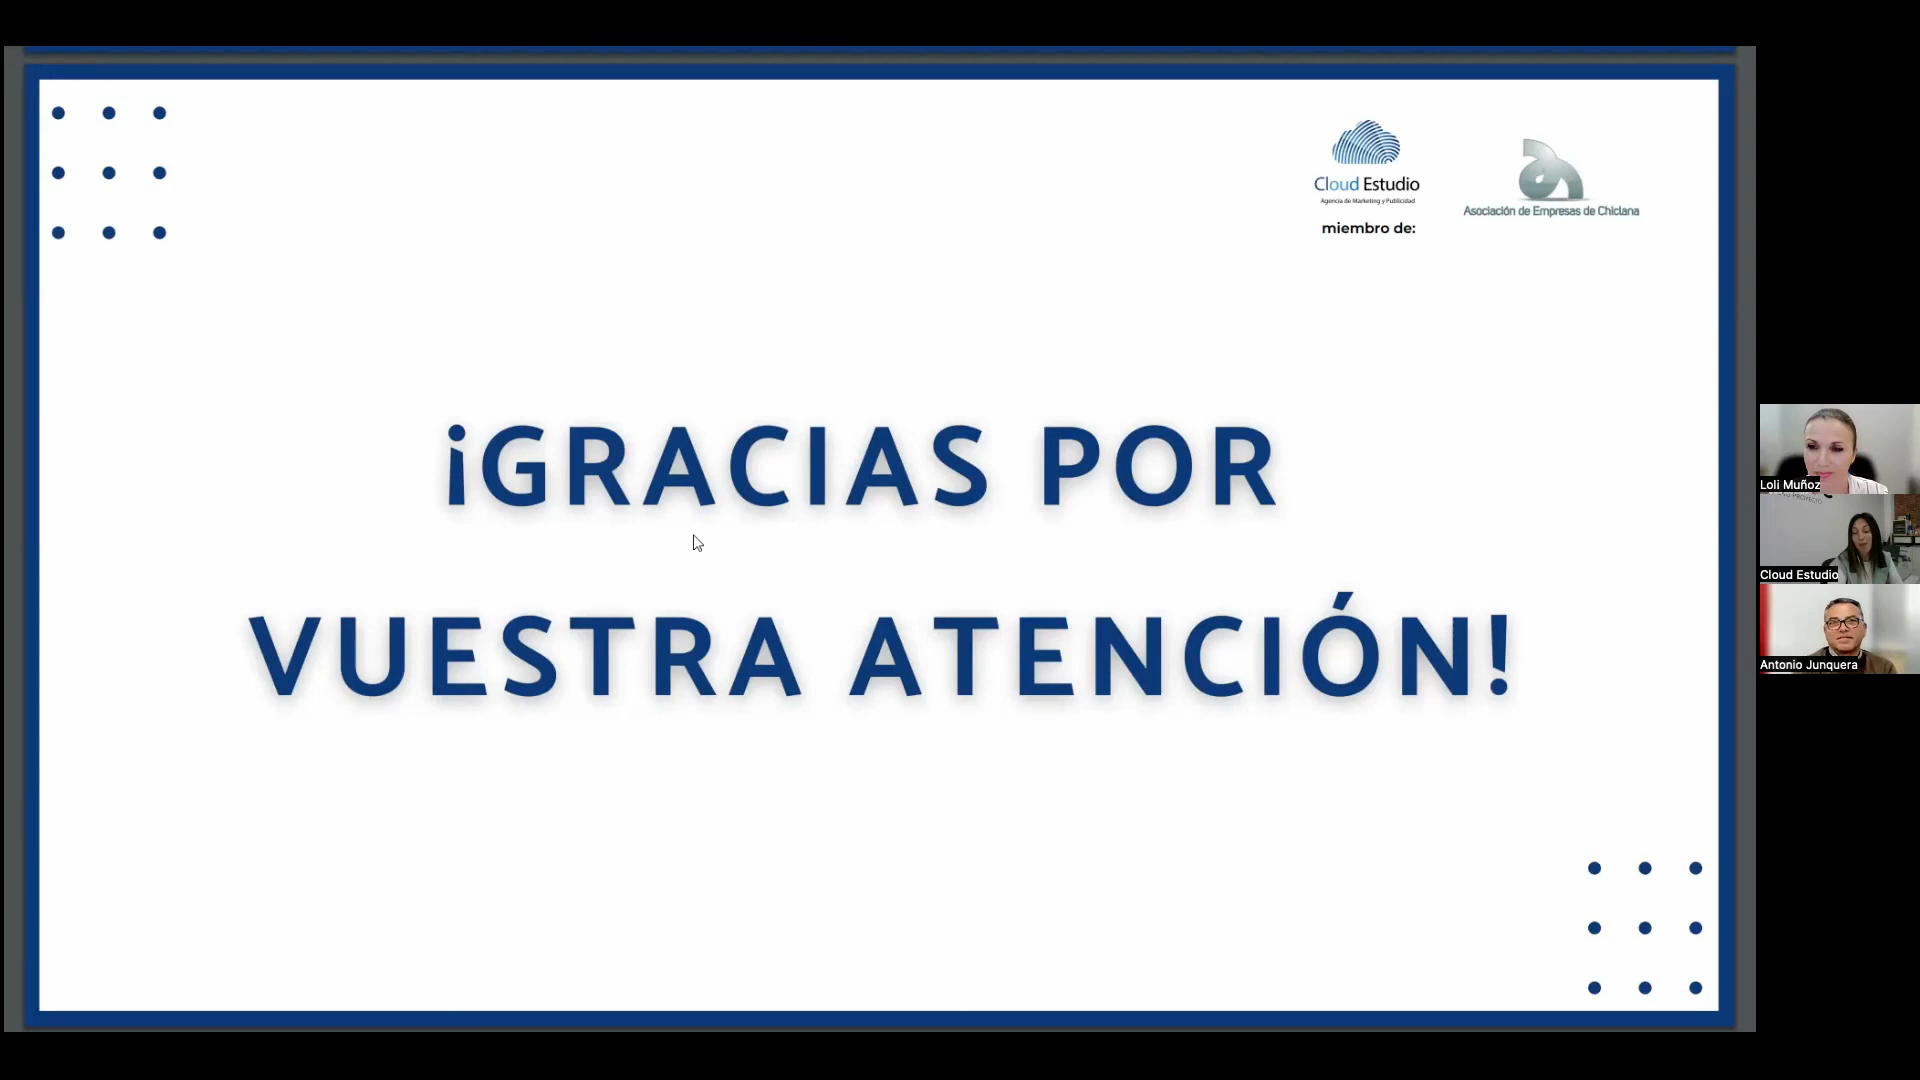 Cloud Estudio
Agencia de Marketing y Publicidad
miembro de:
Asociación de Empresas de Chiclana
¡GRACIAS POR
VUESTRA ATENCIÓN!
Loli Muñoz
PROYECTO
Cloud Estudio
Antonio Junquera